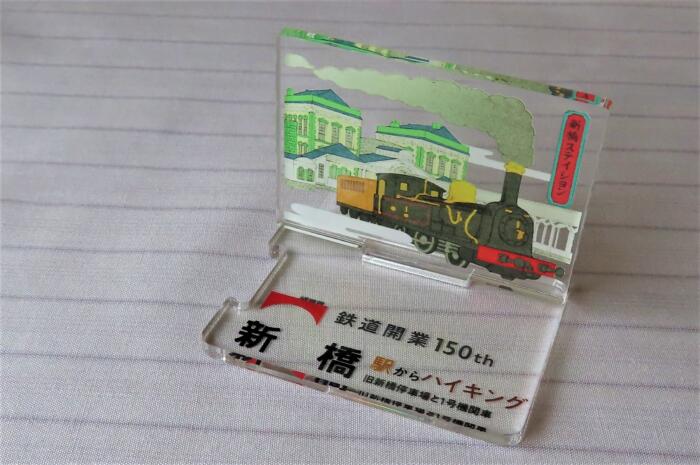 新橋ステイション
鉄道開業150th
新橋駅からハイキング
旧新橋停車場と1号機関車